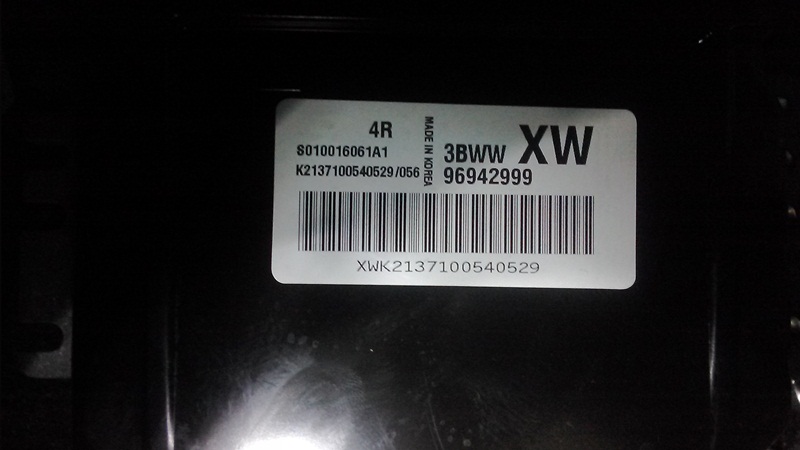 4R
S010016061A1
K2137100540529/056
MADE IN KOREA
3BWW XW
96942999
XWK2137100540529